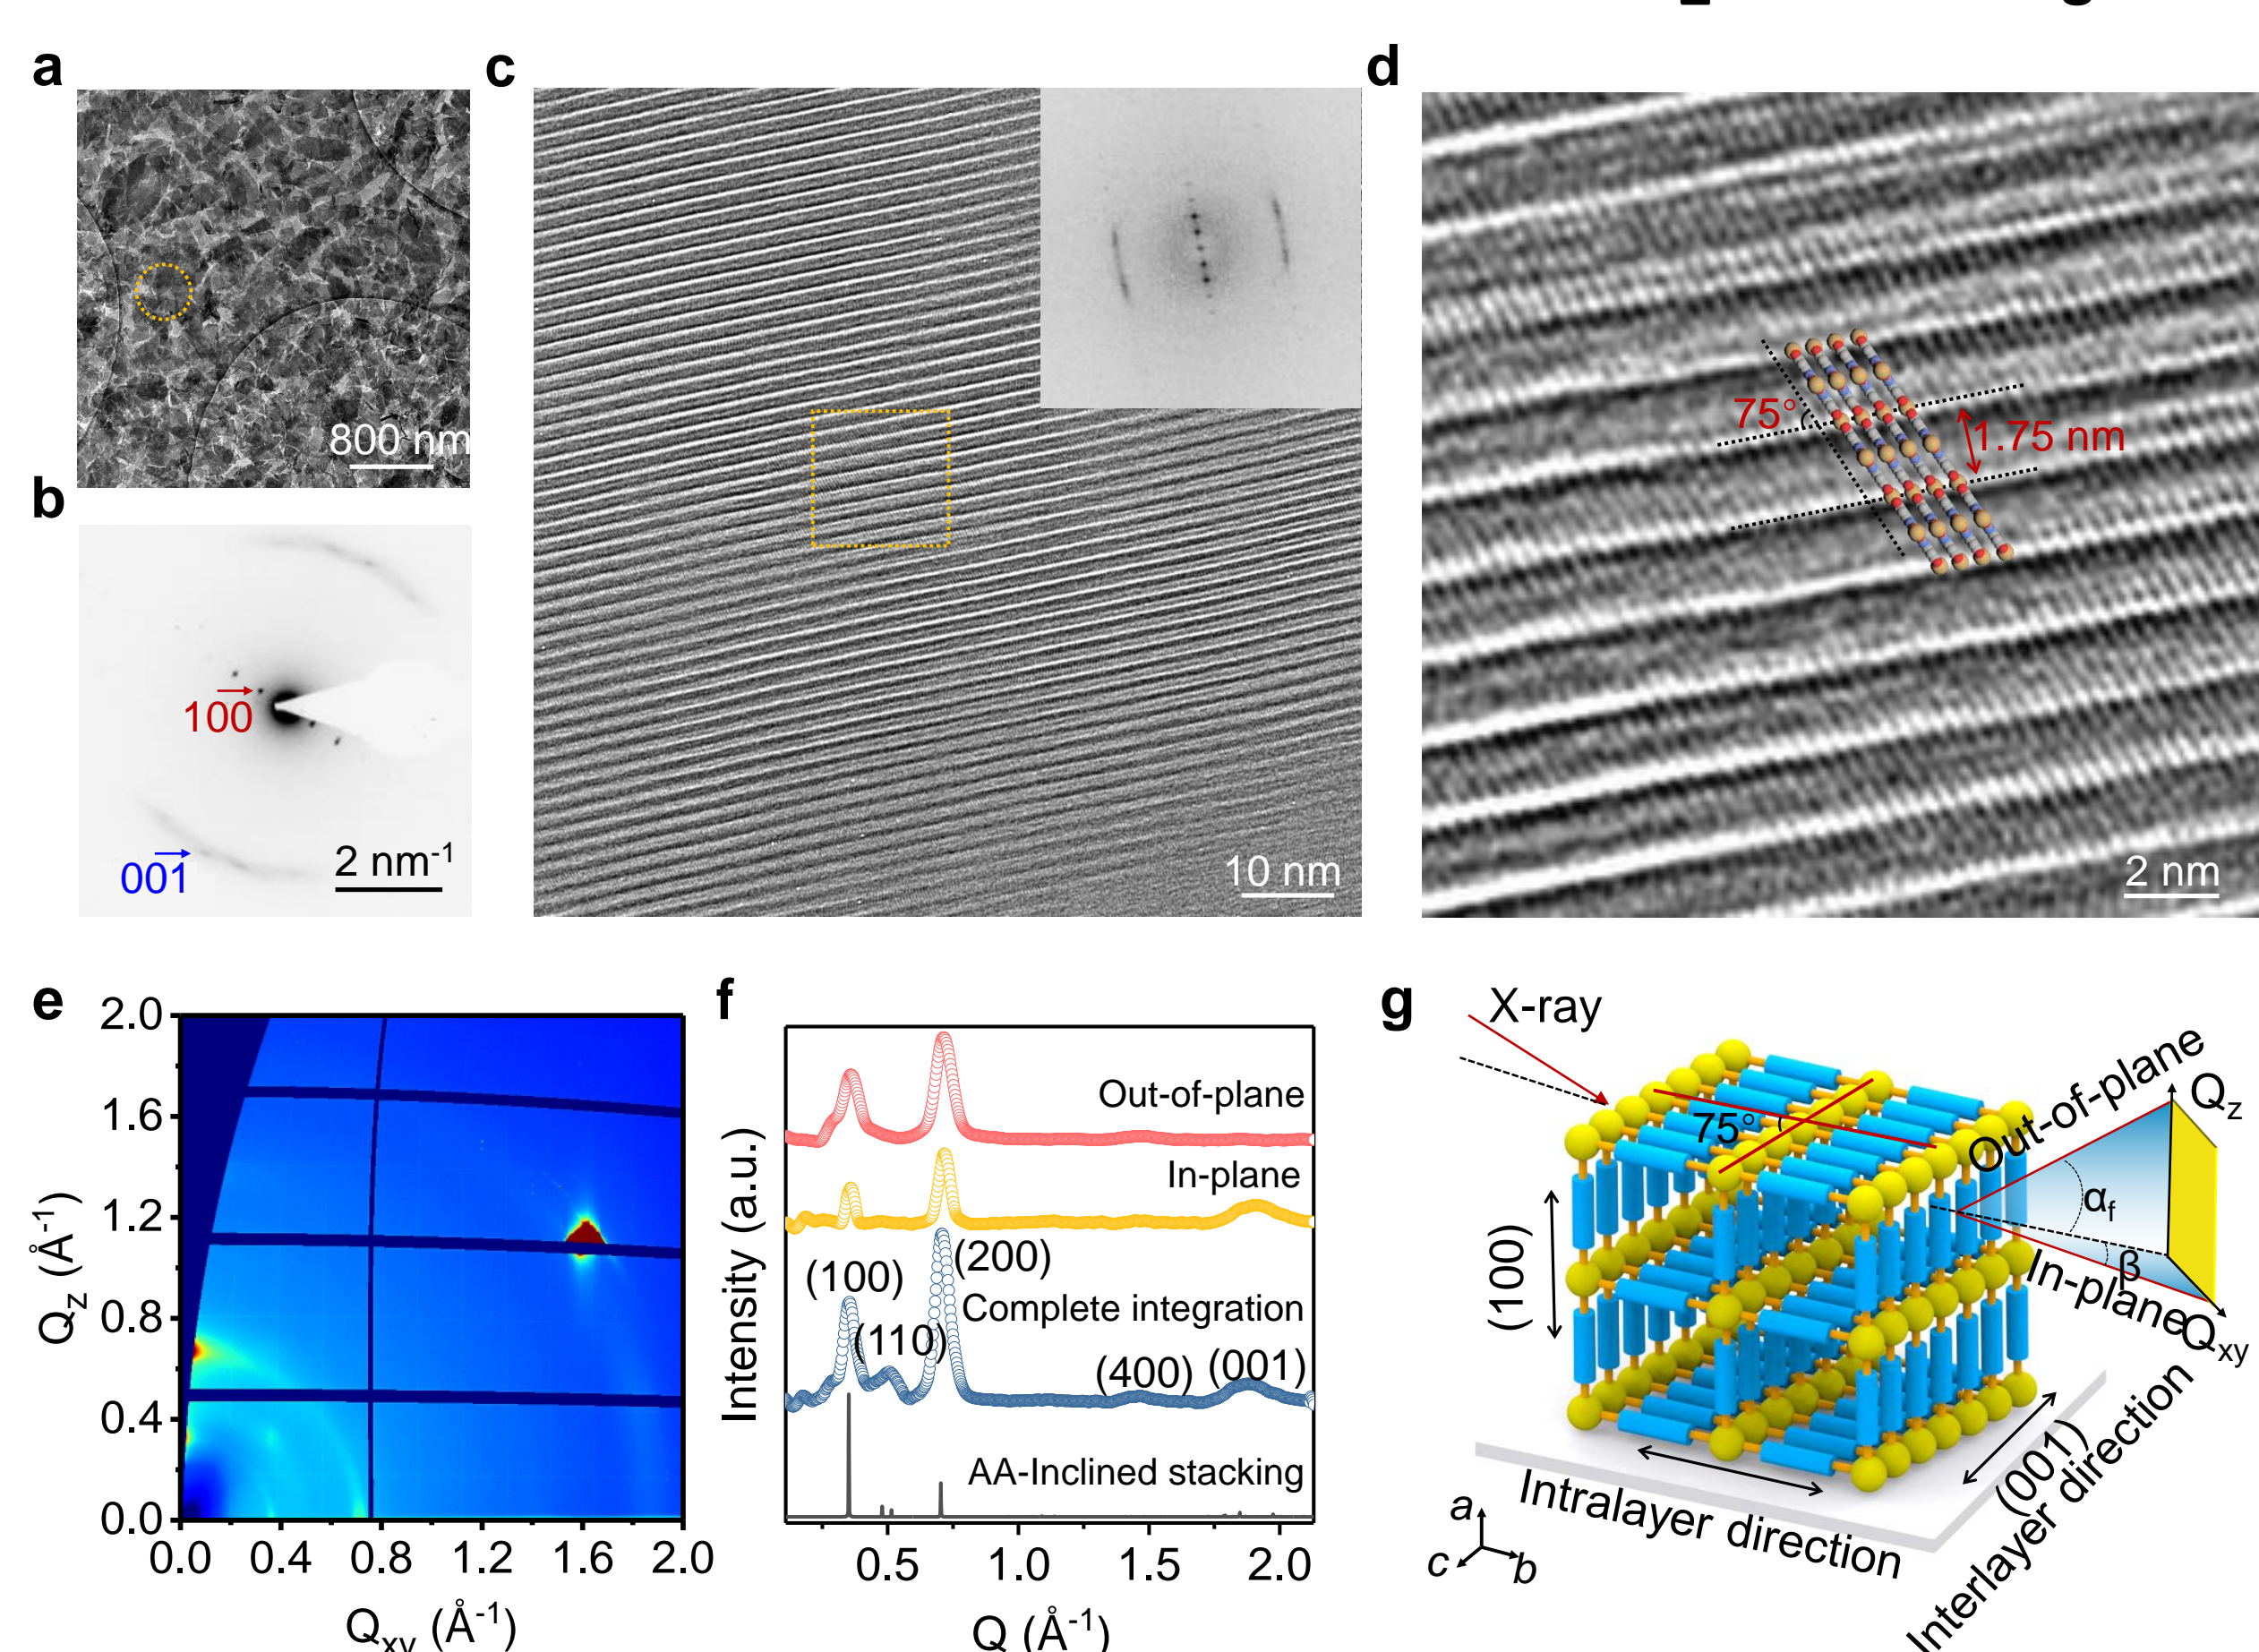 a
800 nm
b
100
001
2 nm-1
c
10 nm
d
75°
1.75 nm
2 nm
e
Qz (Å-1)
2.0
1.6
1.2
0.8
0.4
0.0
0.0 0.4 0.8 1.2 1.6 2.0
Qxy (Å-1)
f
Intensity (a.u.)
Out-of-plane
In-plane
(100)
(200)
Complete integration
(110)
(400)
(001)
AA-Inclined stacking
0.5 1.0 1.5 2.0
Q (Å-1)
g
X-ray
75°
Out-of-plane
Qz
αf
β
In-plane
Qxy
(100)
(001)
Intralayer direction
Interlayer direction
a
b
c